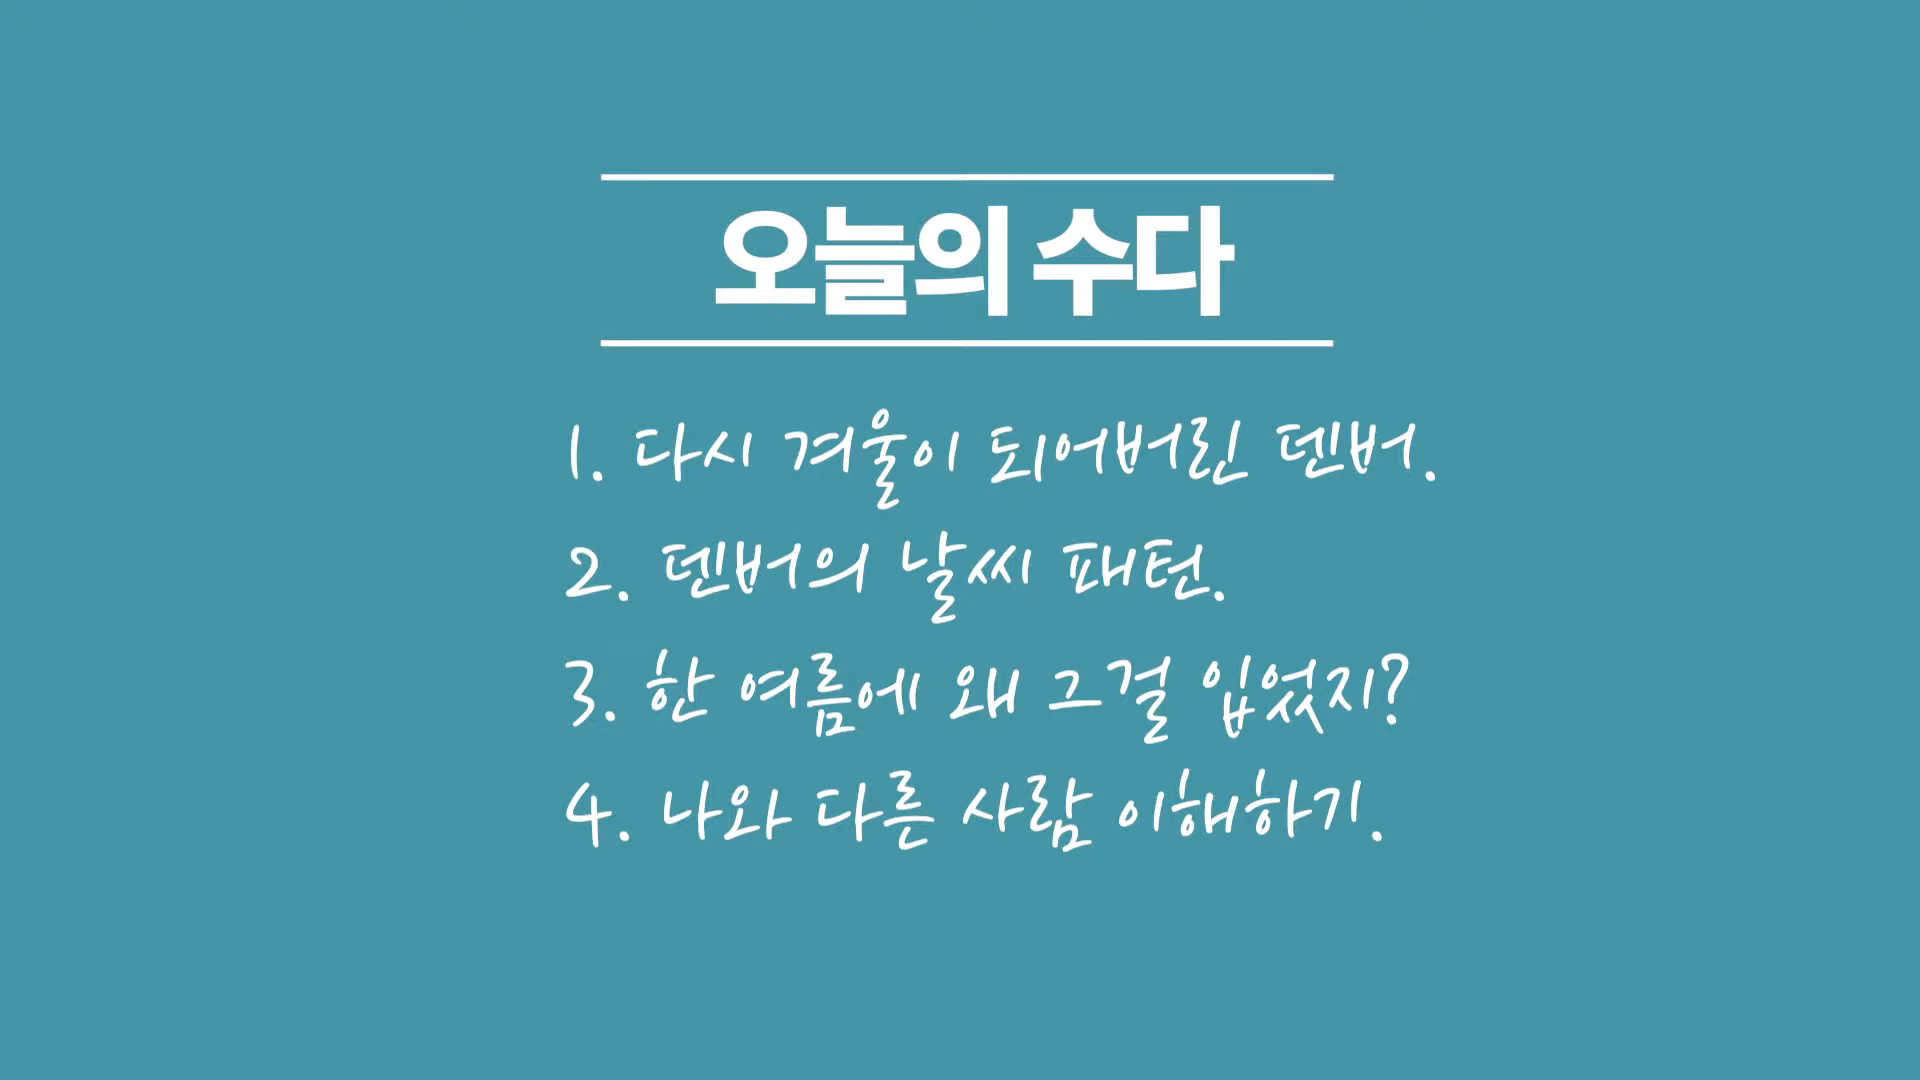 오늘의 수다
1. 다시 겨울이 되어버린 덴버.
2. 덴버의 날씨 패턴.
3. 한 여름에 왜 그걸 입었지?
4. 나와 다른 사람 이해하기.